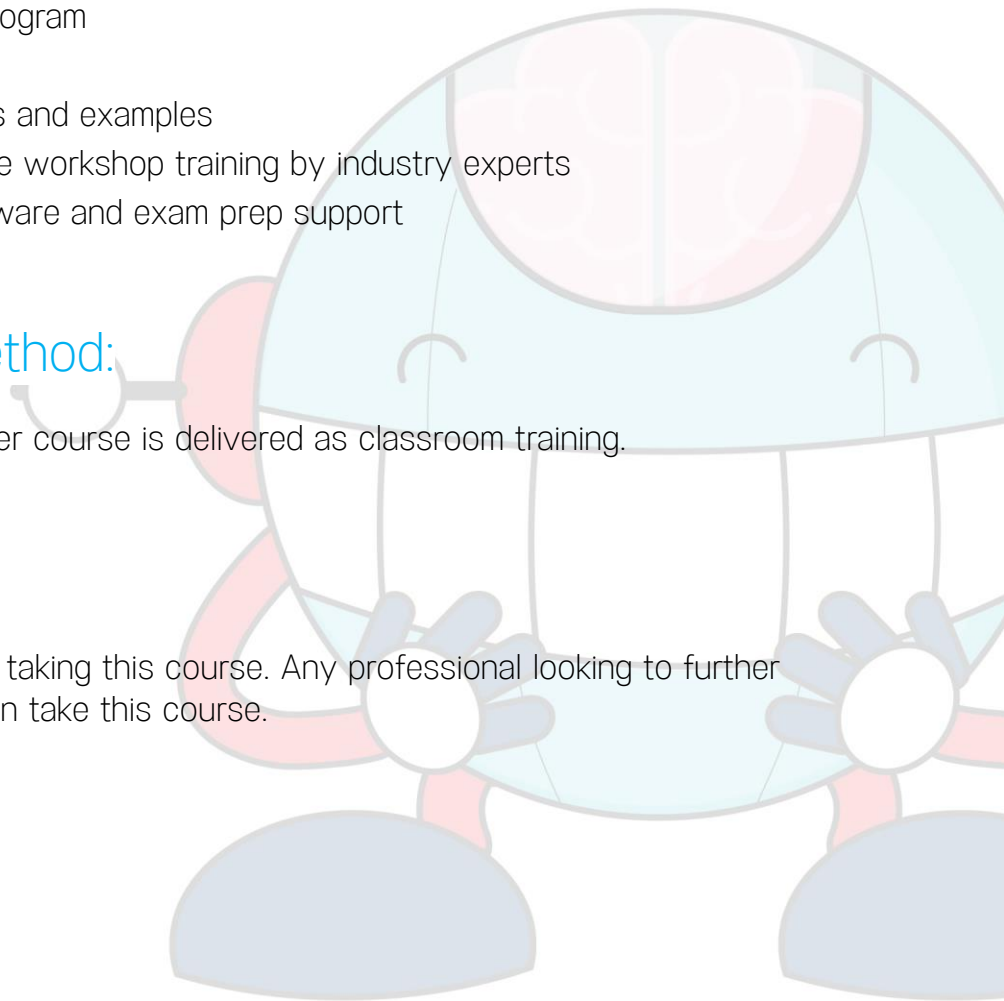 ogram
s and examples
e workshop training by industry experts
ware and exam prep support
ethod:
er course is delivered as classroom training.
taking this course. Any professional looking to further
n take this course.